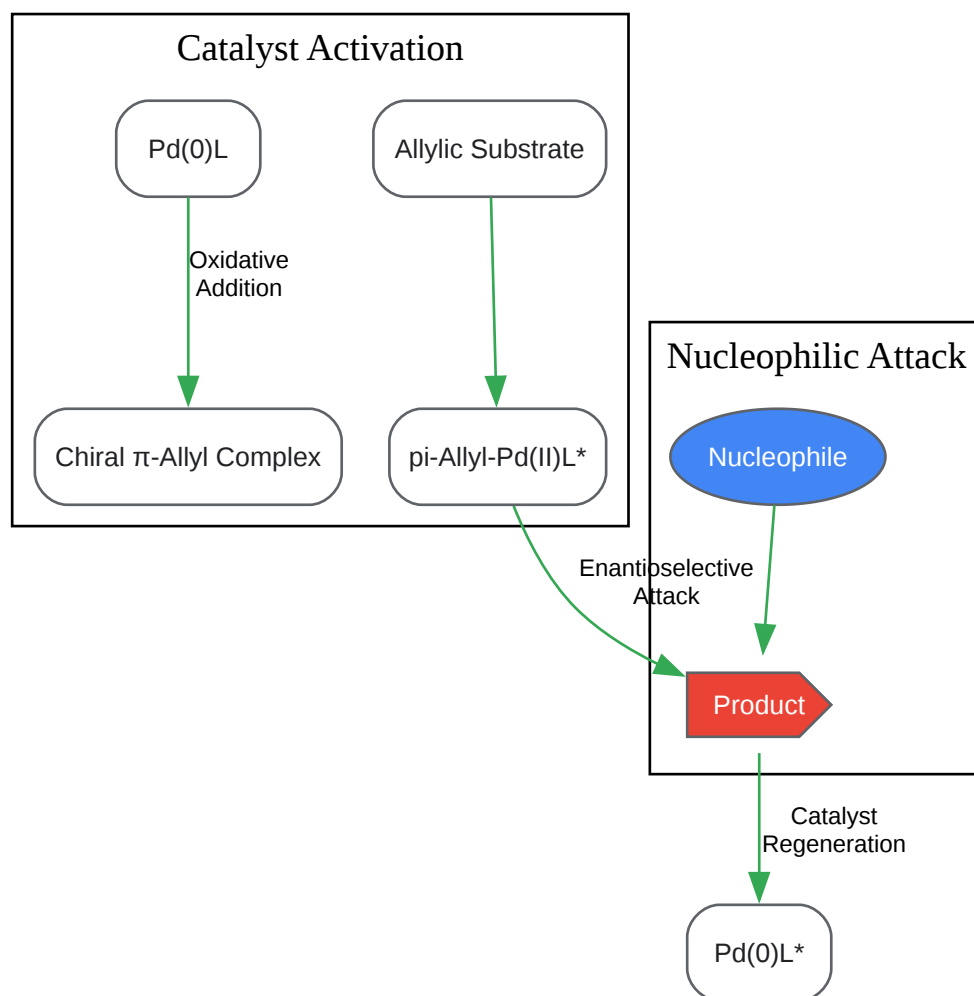 Catalyst Activation
Pd(0)L
Allylic Substrate
Oxidative
Addition
Chiral π-Allyl Complex
pi-Allyl-Pd(II)L*
Nucleophilic Attack
Nucleophile
Enantioselective
Attack
Product
Catalyst
Regeneration
Pd(0)L*